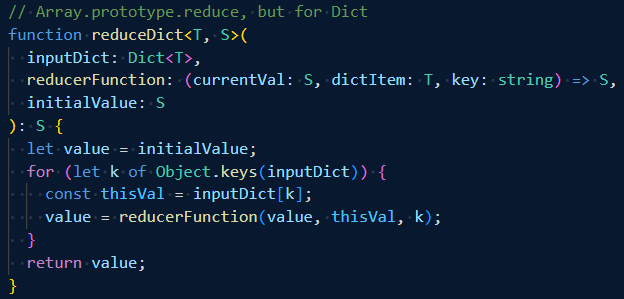 // Array.prototype.reduce, but for Dict
function reduceDict<T, S>(
  inputDict: Dict<T>,
  reducerFunction: (currentVal: S, dictItem: T, key: string) => S,
  initialValue: S
): S {
  let value = initialValue;
  for (let k of Object.keys(inputDict)) {
    const thisVal = inputDict[k];
    value = reducerFunction(value, thisVal, k);
  }
  return value;
}